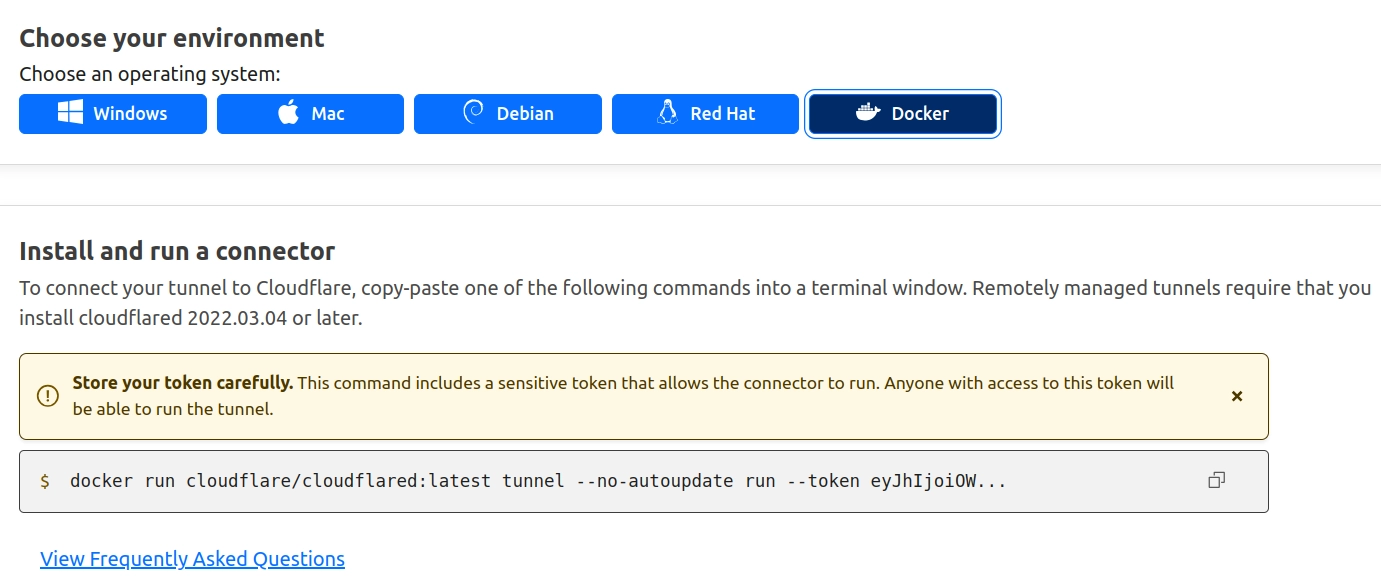 Choose your environment
Choose an operating system:
Windows Mac Debian Red Hat Docker
Install and run a connector
To connect your tunnel to Cloudflare, copy-paste one of the following commands into a terminal window. Remotely managed tunnels require that you
install cloudflared 2022.03.04 or later.
Store your token carefully. This command includes a sensitive token that allows the connector to run. Anyone with access to this token will
be able to run the tunnel.
$ docker run cloudflare/cloudflared:latest tunnel --no-autoupdate run --token eyJhIjoiOW...
View Frequently Asked Questions